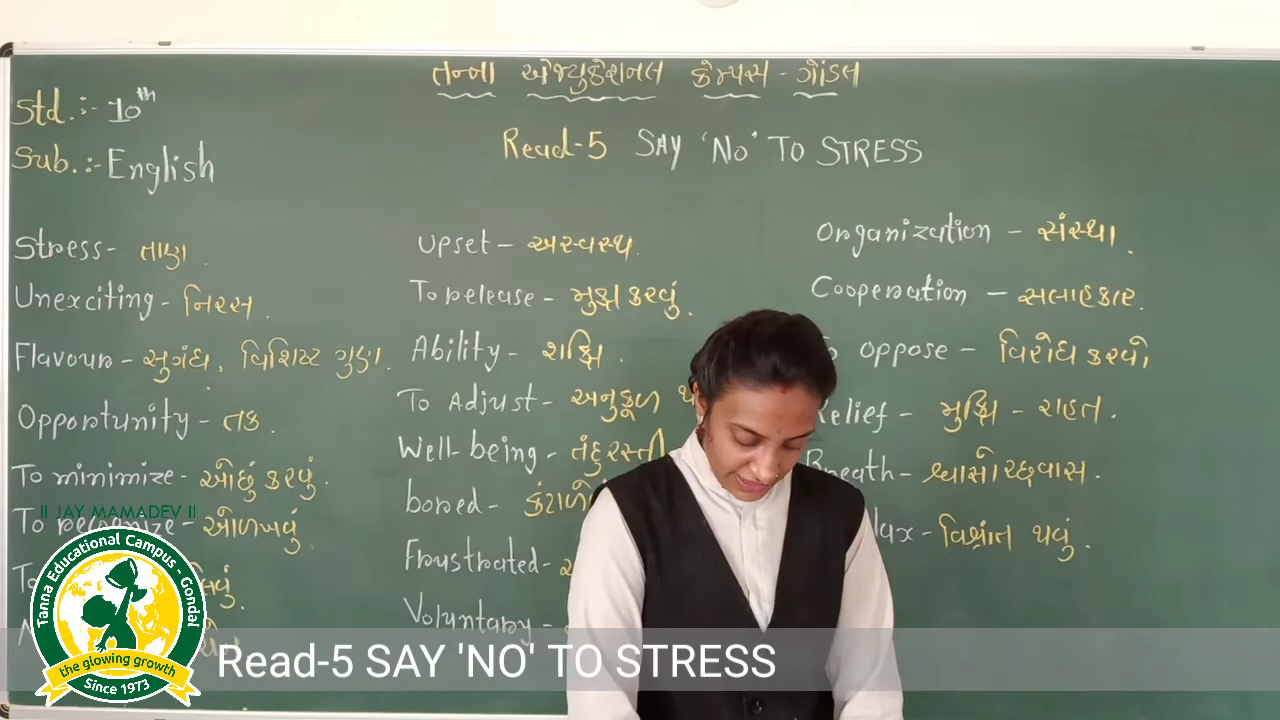 તન્ના એજ્યુકેશનલ કેમ્પસ - ગોંડલ
Std. :- 10th
Sub. :- English
Read-5 SAY 'No' TO STRESS
Stress - તાણ .
Unexciting - નિરસ .
Flavour - સુગંધ , વિશિષ્ટ ગુણ .
Opportunity - તક .
To minimize - ઓછું કરવું .
To recognize - ઓળખવું .
To
Upset - અસ્વસ્થ .
To release - મુક્ત કરવું .
Ability - શક્તિ .
To Adjust - અનુકૂળ
Well-being - તંદુરસ્તી
bored -
Frustrated -
Voluntary -
Organization - સંસ્થા .
Cooperation - સલાહકાર .
oppose - વિરોધ કરવો
Relief - મુક્તિ - રાહત .
Breath - શ્વાસોચ્છવાસ .
lax - વિશ્રાંત થવું .
II JAY MAMADEV II
Tanna Educational Campus - Gondal
the glowing growth
Since 1973
Read-5 SAY 'NO' TO STRESS